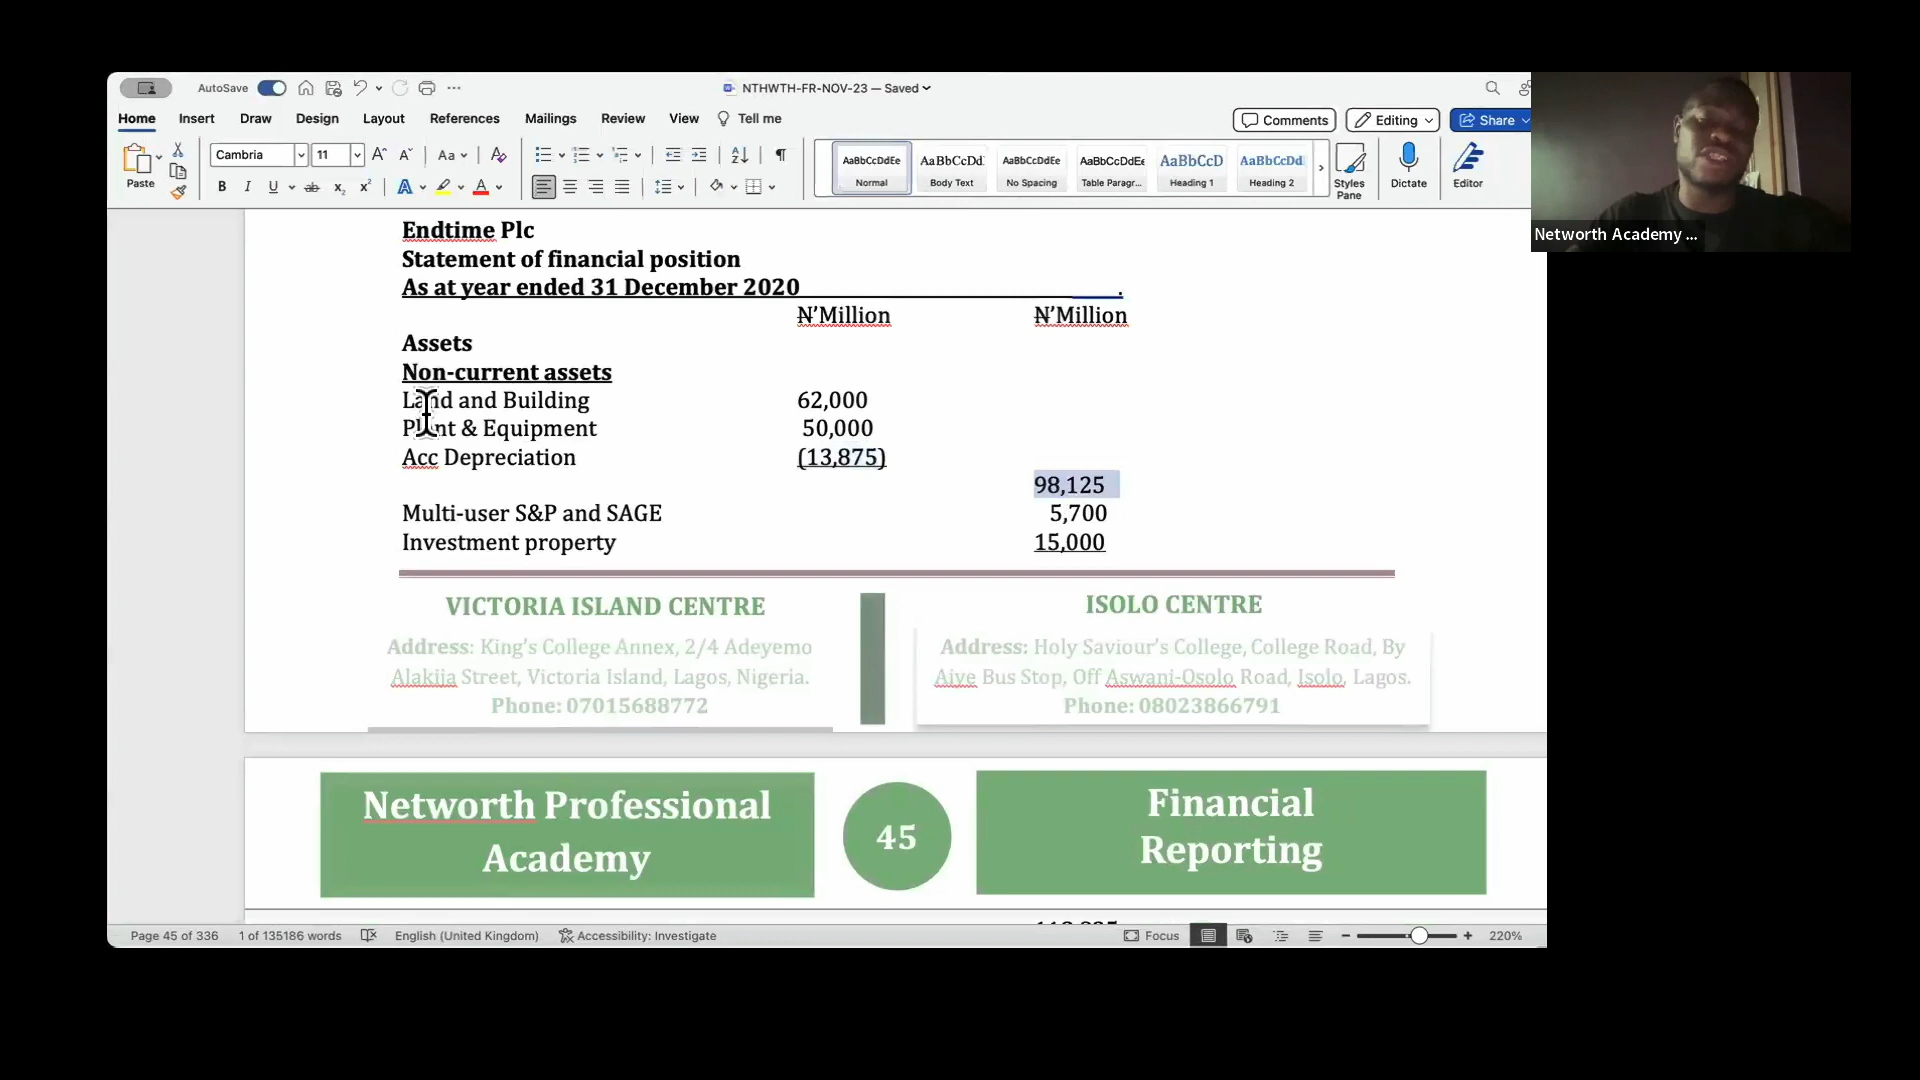 AutoSave
NTHWTH-FR-NOV-23 — Saved
Home Insert Draw Design Layout References Mailings Review View Tell me
Comments Editing Share
Paste
Cambria 11
Aa
AaBbCcDdEe AaBbCcDd AaBbCcDdEe AaBbCcDdEe AaBbCcD AaBbCcDd
Normal Body Text No Spacing Table Paragr... Heading 1 Heading 2
Styles Pane
Dictate
Editor
Networth Academy ...
Endtime Plc
Statement of financial position
As at year ended 31 December 2020 .
₦'Million ₦'Million
Assets
Non-current assets
Land and Building 62,000
Plant & Equipment 50,000
Acc Depreciation (13,875)
98,125
Multi-user S&P and SAGE 5,700
Investment property 15,000
VICTORIA ISLAND CENTRE
Address: King's College Annex, 2/4 Adeyemo
Alakija Street, Victoria Island, Lagos, Nigeria.
Phone: 07015688772
ISOLO CENTRE
Address: Holy Saviour's College, College Road, By
Aiye Bus Stop, Off Aswani-Osolo Road, Isolo, Lagos.
Phone: 08023866791
Networth Professional
Academy
45
Financial
Reporting
Page 45 of 336 1 of 135186 words English (United Kingdom) Accessibility: Investigate Focus 220%